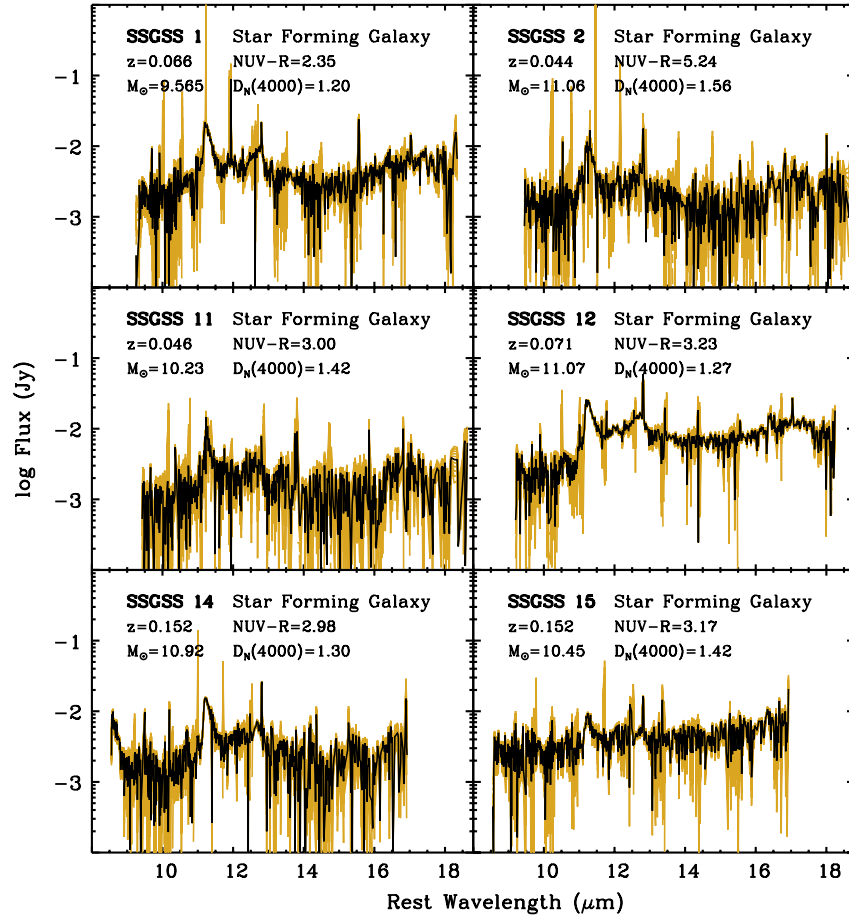 SSGSS 1 Star Forming Galaxy
z=0.066 NUV-R=2.35
M⊙=9.565 D_N(4000)=1.20
SSGSS 2 Star Forming Galaxy
z=0.044 NUV-R=5.24
M⊙=11.06 D_N(4000)=1.56
-1
-2
-3
SSGSS 11 Star Forming Galaxy
z=0.046 NUV-R=3.00
M⊙=10.23 D_N(4000)=1.42
SSGSS 12 Star Forming Galaxy
z=0.071 NUV-R=3.23
M⊙=11.07 D_N(4000)=1.27
-1
-2
-3
log Flux (Jy)
SSGSS 14 Star Forming Galaxy
z=0.152 NUV-R=2.98
M⊙=10.92 D_N(4000)=1.30
SSGSS 15 Star Forming Galaxy
z=0.152 NUV-R=3.17
M⊙=10.45 D_N(4000)=1.42
-1
-2
-3
10 12 14 16 18 10 12 14 16 18
Rest Wavelength (μm)